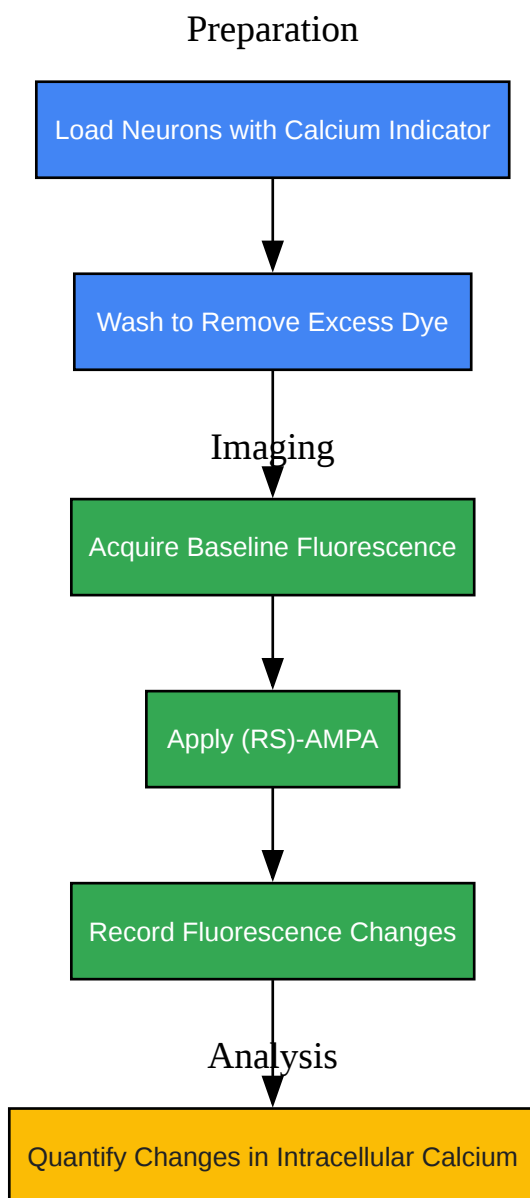 Preparation
Load Neurons with Calcium Indicator
Wash to Remove Excess Dye
Imaging
Acquire Baseline Fluorescence
Apply (RS)-AMPA
Record Fluorescence Changes
Analysis
Quantify Changes in Intracellular Calcium